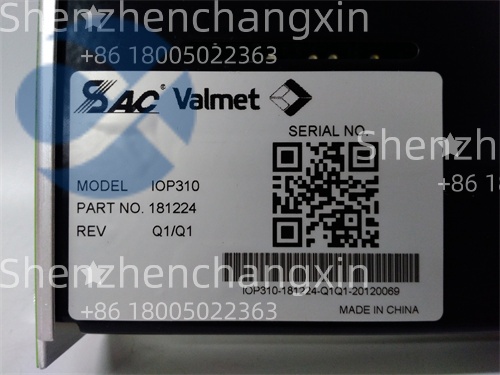 Shenzhenchangxin
+86 18005022363
SAC® Valmet
SERIAL NO.
Shenzhe
+86 18
MODEL IOP310
PART NO. 181224
REV Q1/Q1
Shenzhenchangxin
+86 18005022363
IOP310-181224-Q1Q1-20120069
MADE IN CHINA